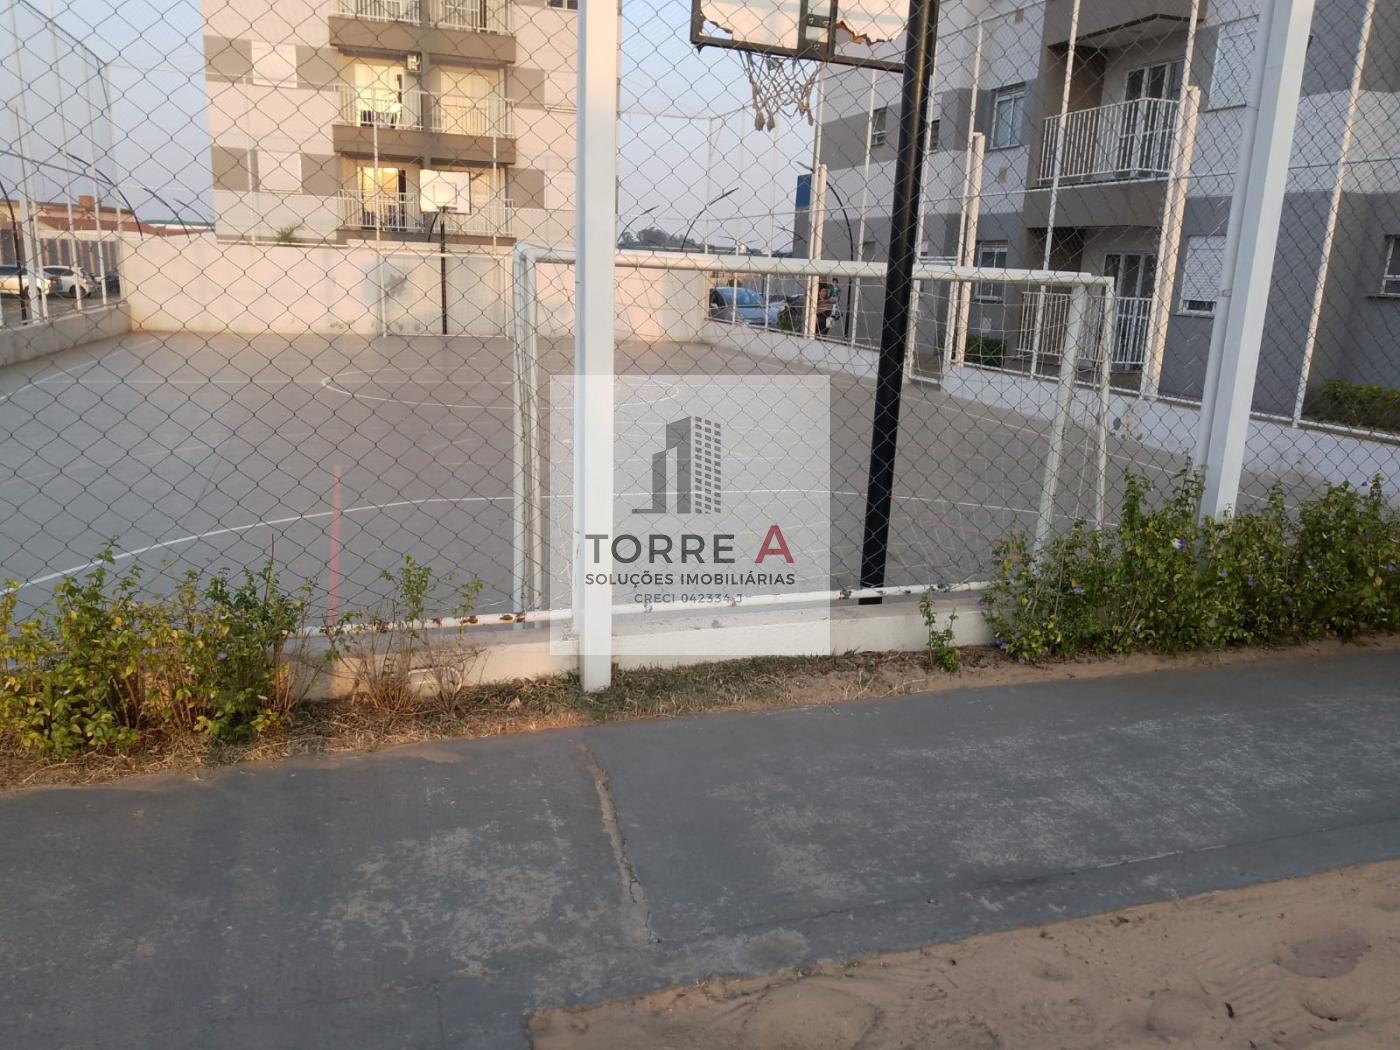 TORRE A
SOLUÇÕES IMOBILIÁRIAS
CRECI 042334-J